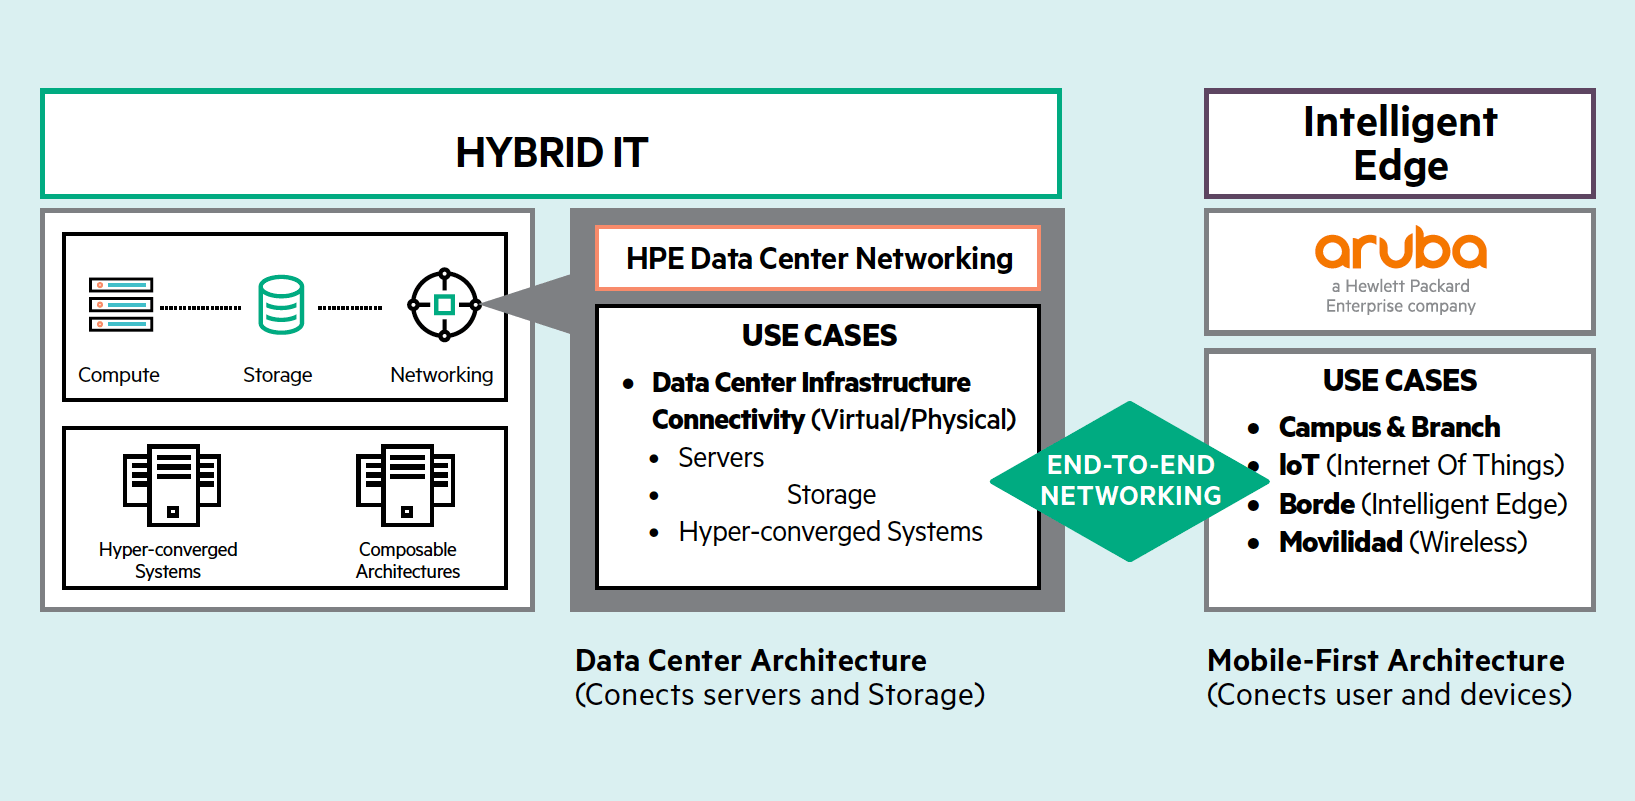 HYBRID IT
Compute
Storage
Networking
Hyper-converged
Systems
Composable
Architectures
HPE Data Center Networking
USE CASES
• Data Center Infrastructure
Connectivity (Virtual/Physical)
• Servers
• Storage
• Hyper-converged Systems
Data Center Architecture
(Conects servers and Storage)
END-TO-END
NETWORKING
Intelligent
Edge
aruba
a Hewlett Packard
Enterprise company
USE CASES
• Campus & Branch
• IoT (Internet Of Things)
• Borde (Intelligent Edge)
• Movilidad (Wireless)
Mobile-First Architecture
(Conects user and devices)